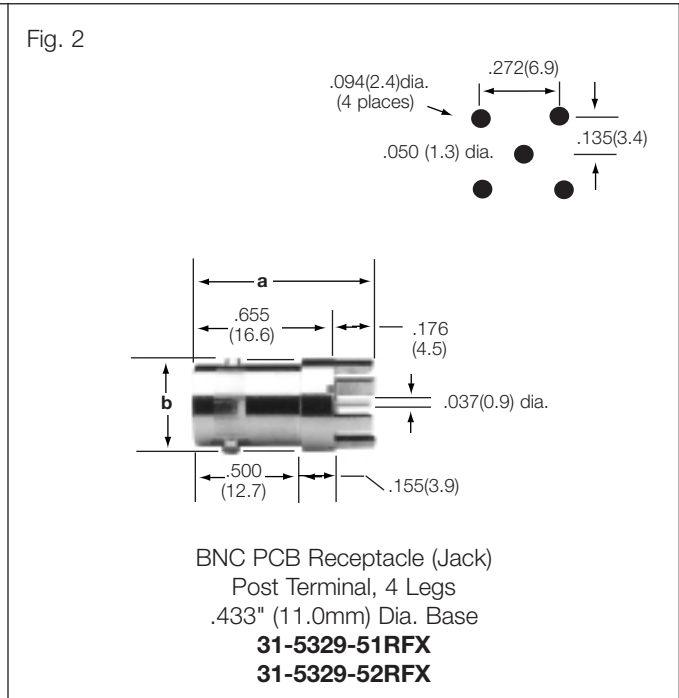 Fig. 2
.272(6.9)
.094(2.4)dia.
(4 places)
.135(3.4)
.050 (1.3) dia.
a
.655
(16.6)
.176
(4.5)
b
.037(0.9) dia.
.500
(12.7)
.155(3.9)
BNC PCB Receptacle (Jack)
Post Terminal, 4 Legs
.433" (11.0mm) Dia. Base
31-5329-51RFX
31-5329-52RFX